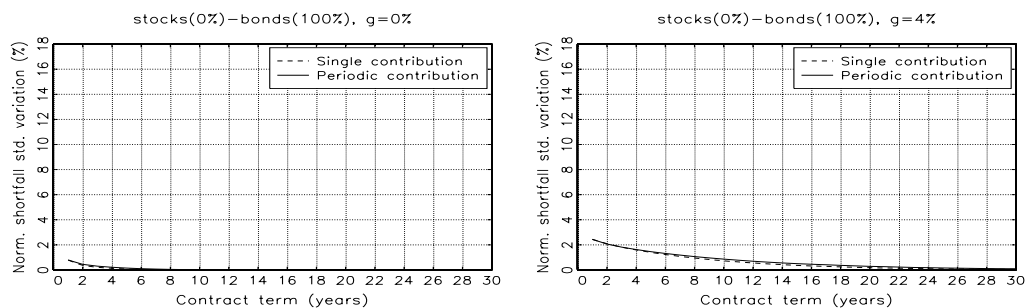 stocks(0%)−bonds(100%), g=0%
Norm. shortfall std. variation (%)
18
16
14
12
10
8
6
4
2
0
Single contribution
Periodic contribution
0 2 4 6 8 10 12 14 16 18 20 22 24 26 28 30
Contract term (years)
stocks(0%)−bonds(100%), g=4%
Norm. shortfall std. variation (%)
18
16
14
12
10
8
6
4
2
0
Single contribution
Periodic contribution
0 2 4 6 8 10 12 14 16 18 20 22 24 26 28 30
Contract term (years)